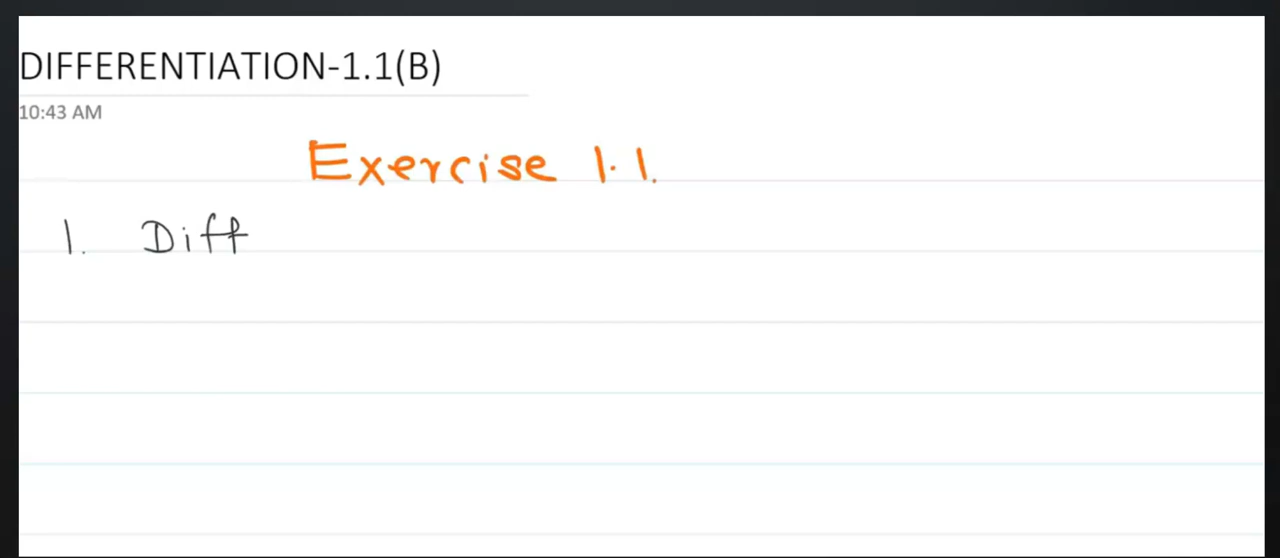 DIFFERENTIATION-1.1(B)
10:43 AM
Exercise 1.1.
1. Diff